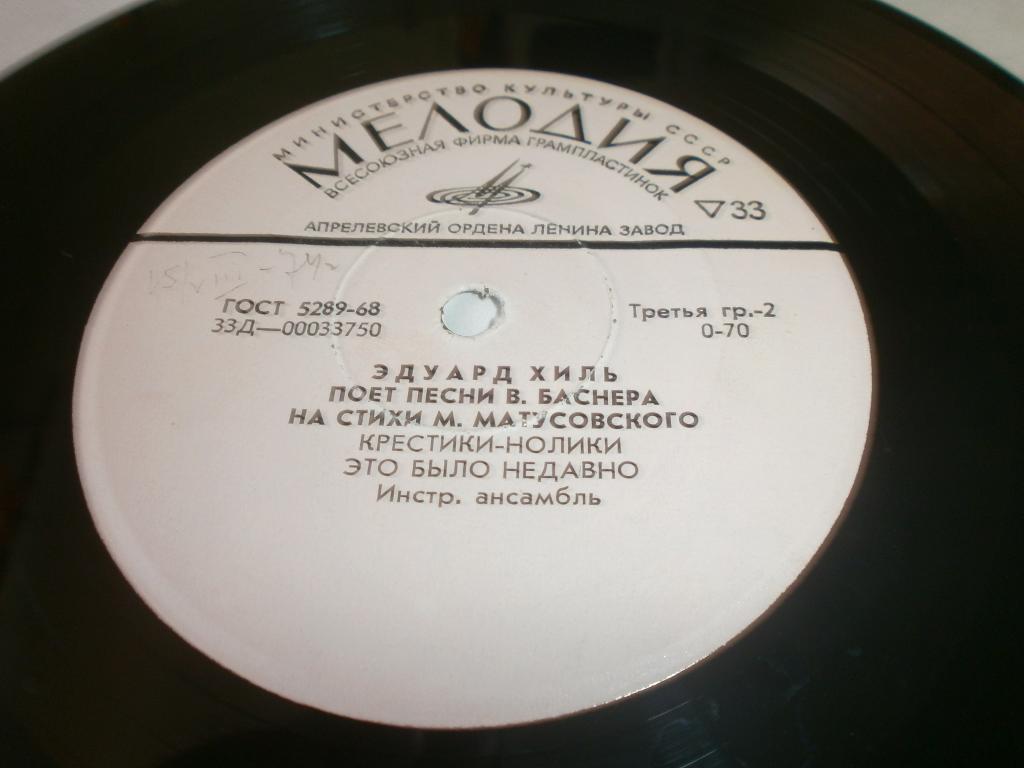 МИНИСТЕРСТВО КУЛЬТУРЫ СССР
МЕЛОДИЯ
ВСЕСОЮЗНАЯ ФИРМА ГРАМПЛАСТИНОК
▽33
АПРЕЛЕВСКИЙ ОРДЕНА ЛЕНИНА ЗАВОД
ГОСТ 5289-68
33Д—00033750
Третья гр.-2
0-70
ЭДУАРД ХИЛЬ
ПОЕТ ПЕСНИ В. БАСНЕРА
НА СТИХИ М. МАТУСОВСКОГО
КРЕСТИКИ-НОЛИКИ
ЭТО БЫЛО НЕДАВНО
Инстр. ансамбль